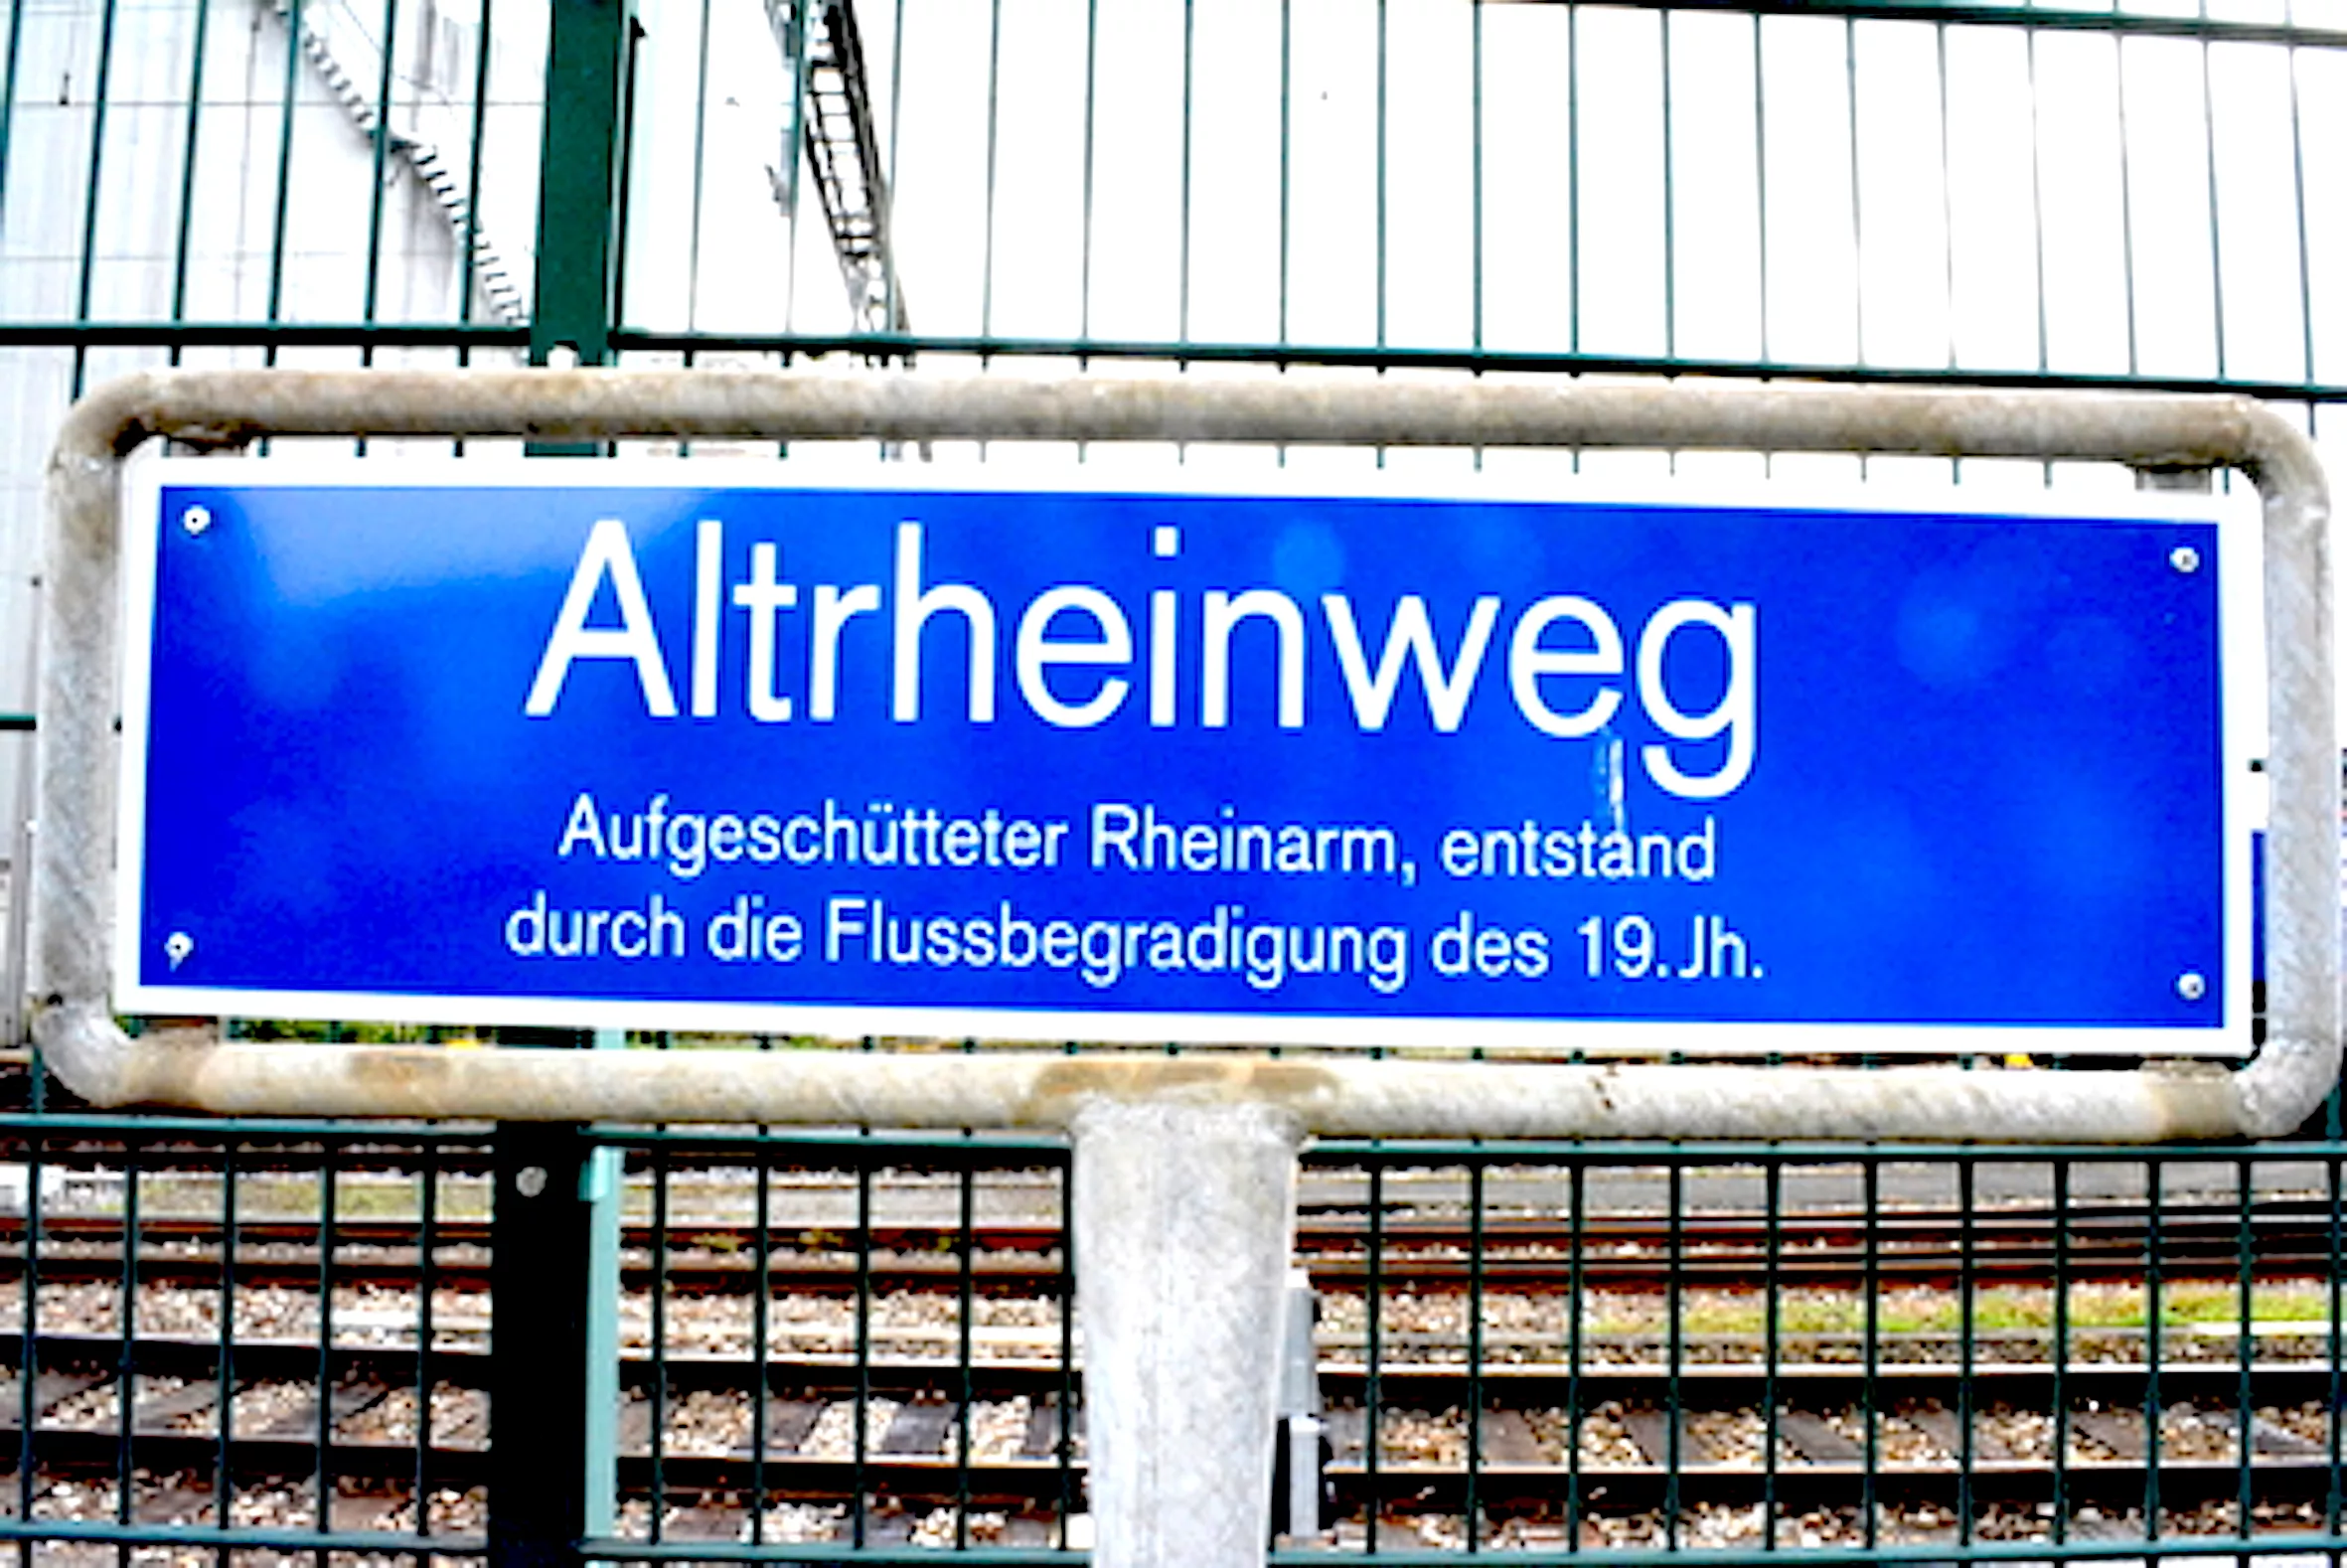 Altrheinweg
Aufgeschütteter Rheinarm, entstand
durch die Flussbegradigung des 19.Jh.